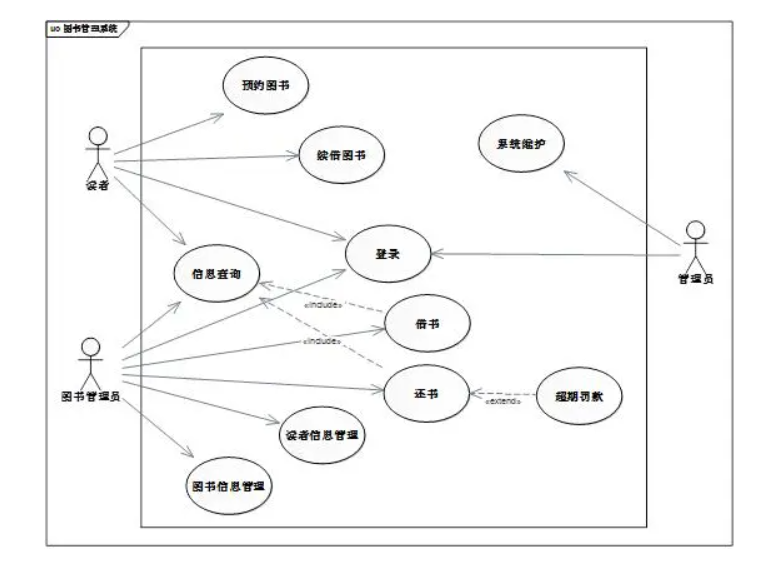 uc 图书管理系统
预约图书
续借图书
系统维护
读者
登录
信息查询
管理员
«include»
借书
«include»
图书管理员
还书
超期罚款
«extend»
读者信息管理
图书信息管理